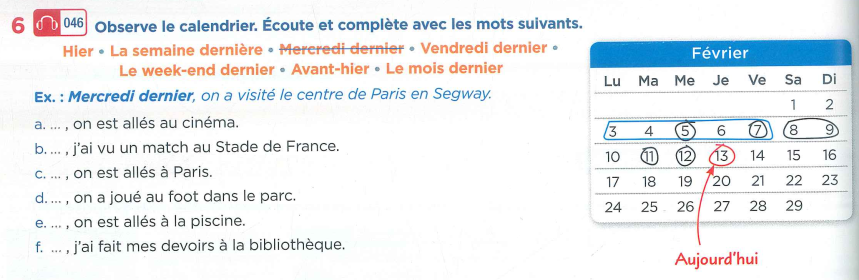 6 046 Observe le calendrier. Écoute et complète avec les mots suivants.
Hier • La semaine dernière • Mercredi dernier • Vendredi dernier •
Le week-end dernier • Avant-hier • Le mois dernier
Ex. : Mercredi dernier, on a visité le centre de Paris en Segway.
a. ... , on est allés au cinéma.
b. ... , j'ai vu un match au Stade de France.
c. ... , on est allés à Paris.
d. ... , on a joué au foot dans le parc.
e. ... , on est allés à la piscine.
f. ... , j'ai fait mes devoirs à la bibliothèque.
Février
Lu Ma Me Je Ve Sa Di
1 2
3 4 5 6 7 8 9
10 11 12 13 14 15 16
17 18 19 20 21 22 23
24 25 26 27 28 29
Aujourd'hui